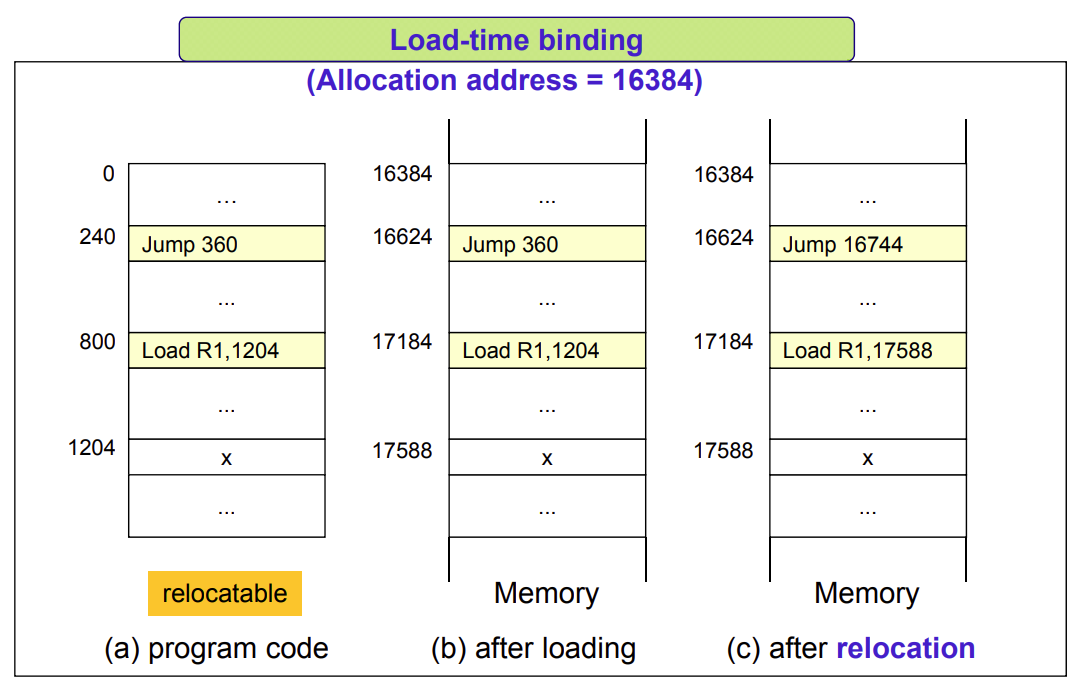 Load-time binding
(Allocation address = 16384)
0
...
240
Jump 360
...
800
Load R1,1204
...
1204
x
...
relocatable
(a) program code
16384
...
16624
Jump 360
...
17184
Load R1,1204
...
17588
x
...
Memory
(b) after loading
16384
...
16624
Jump 16744
...
17184
Load R1,17588
...
17588
x
...
Memory
(c) after relocation